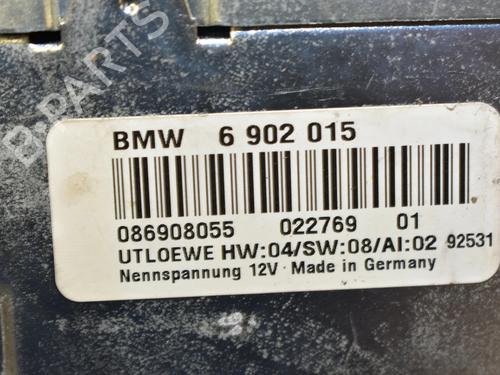 B.PARTS
BMW 6 902 015
086908055 022769 01
UTLOEWE HW:04/SW:08/AI:02 92531
Nennspannung 12V Made in Germany